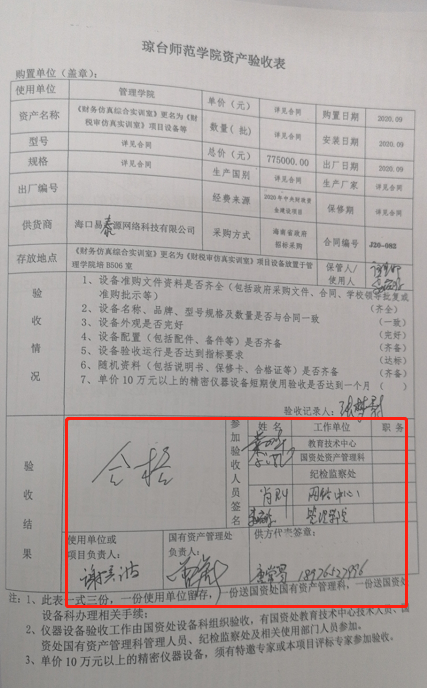 琼台师范学院资产验收表
购置单位（盖章）：
使用单位 管理学院 单价（元） 详见合同 购置日期 2020.09
资产名称 《财务仿真综合实训室》更名为《财税审仿真实训室》项目设备等 数量（批） 详见合同 安装日期 2020.09
型号 详见合同 总价（元） 775000.00 出厂日期 详见合同
规格 详见合同 生产国别 详见合同 生产厂家 详见合同
出厂编号 经费来源 2020年中央财政资金建设项目 保修期 详见合同
供货商 海口易泰源网络科技有限公司 采购方式 海南省政府招标采购 合同编号 J20-082
存放地点 《财务仿真综合实训室》更名为《财税审仿真实训室》项目设备放置于管理学院培B506室 保管人/使用人
验收情况
1、设备准购文件资料是否齐全（包括政府采购文件、合同、学校领导批复或准购批示等）（齐全）
2、设备名称、品牌、型号规格及数量是否与合同一致（一致）
3、设备外观是否完好（完好）
4、设备配置（包括配件、备件等）是否齐备（齐备）
5、设备验收运行是否达到指标要求（达标）
6、随机资料（包括说明书、保修卡、合格证等）是否齐备（齐备）
7、单价10万元以上的精密仪器设备短期使用验收是否达到一个月（ ）
验收记录人：
验收结果
合格
参加验收人员签名
姓名 工作单位 职务
教育技术中心
国资处资产管理科
纪检监察处
肖则 网络中心
管理学院
使用单位或项目负责人：
国有资产管理处负责人：
供方代表签章：
注：1、此表一式三份，一份使用单位留存，一份送国资处国有资产管理科，一份送国资处设备科办理相关手续；
2、仪器设备验收工作由国资处设备科组织验收，有国资处教育技术中心技术人员、国资处国有资产管理科管理人员、纪检监察处及相关使用部门人员参加。
3、单价10万元以上的精密仪器设备，须有特邀专家或本项目评标专家参加验收。